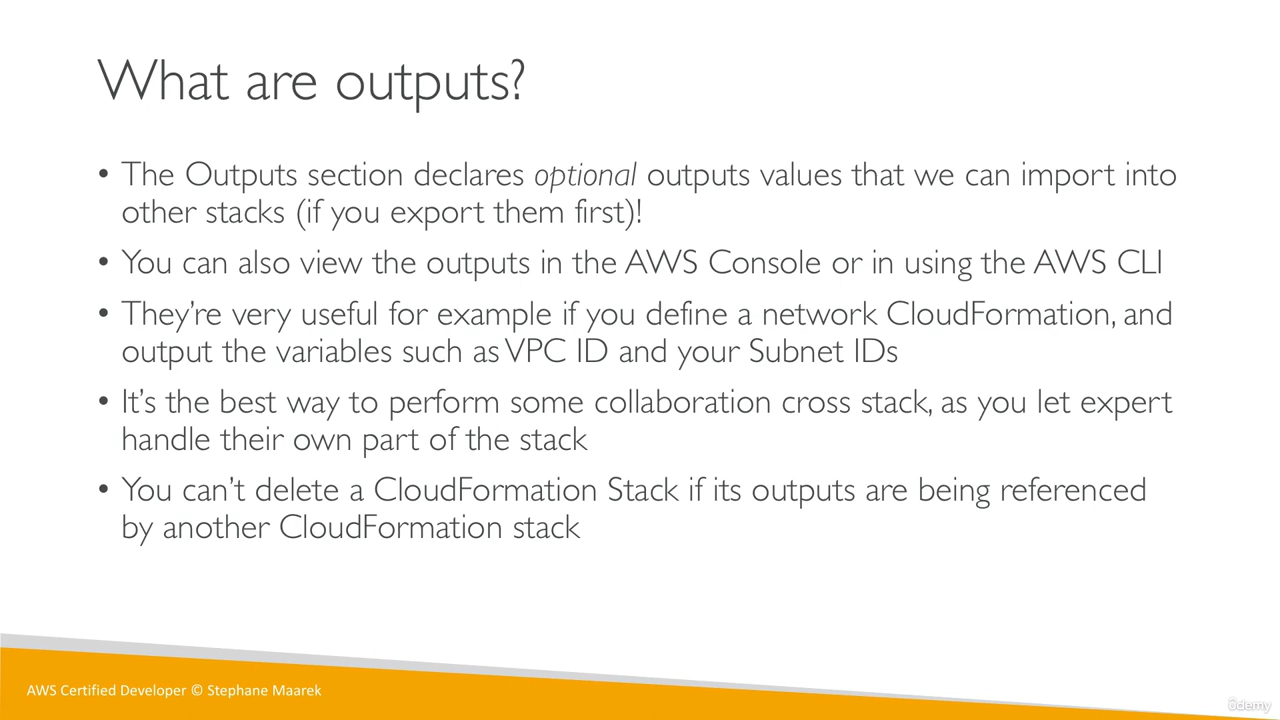 What are outputs?
• The Outputs section declares optional outputs values that we can import into
other stacks (if you export them first)!
• You can also view the outputs in the AWS Console or in using the AWS CLI
• They’re very useful for example if you define a network CloudFormation, and
output the variables such as VPC ID and your Subnet IDs
• It’s the best way to perform some collaboration cross stack, as you let expert
handle their own part of the stack
• You can’t delete a CloudFormation Stack if its outputs are being referenced
by another CloudFormation stack
AWS Certified Developer © Stephane Maarek
ûdemy